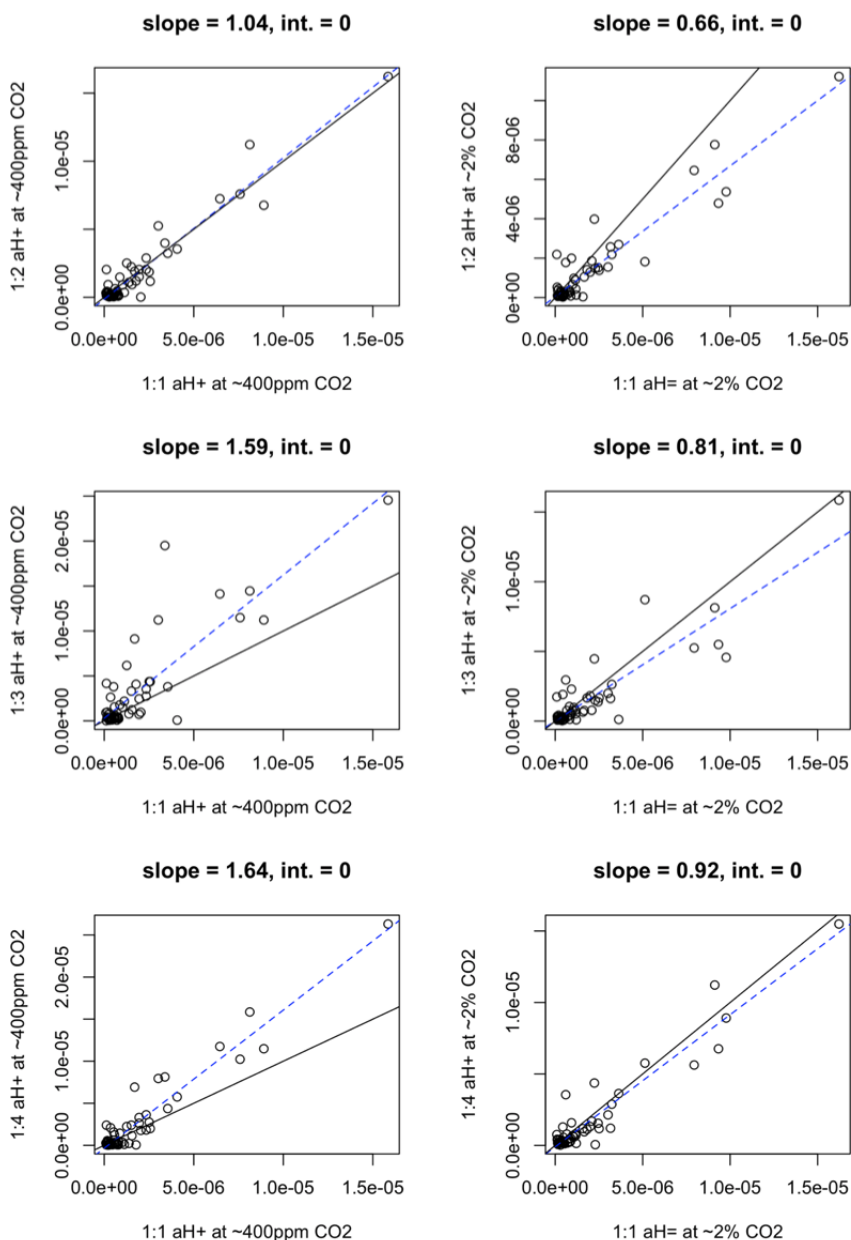 slope = 1.04, int. = 0
1:2 aH+ at ~400ppm CO2
0.0e+00
1.0e-05
0.0e+00 5.0e-06 1.0e-05 1.5e-05
1:1 aH+ at ~400ppm CO2
slope = 0.66, int. = 0
1:2 aH+ at ~2% CO2
0e+00
4e-06
8e-06
0.0e+00 5.0e-06 1.0e-05 1.5e-05
1:1 aH= at ~2% CO2
slope = 1.59, int. = 0
1:3 aH+ at ~400ppm CO2
0.0e+00
1.0e-05
2.0e-05
0.0e+00 5.0e-06 1.0e-05 1.5e-05
1:1 aH+ at ~400ppm CO2
slope = 0.81, int. = 0
1:3 aH+ at ~2% CO2
0.0e+00
1.0e-05
0.0e+00 5.0e-06 1.0e-05 1.5e-05
1:1 aH= at ~2% CO2
slope = 1.64, int. = 0
1:4 aH+ at ~400ppm CO2
0.0e+00
1.0e-05
2.0e-05
0.0e+00 5.0e-06 1.0e-05 1.5e-05
1:1 aH+ at ~400ppm CO2
slope = 0.92, int. = 0
1:4 aH+ at ~2% CO2
0.0e+00
1.0e-05
0.0e+00 5.0e-06 1.0e-05 1.5e-05
1:1 aH= at ~2% CO2